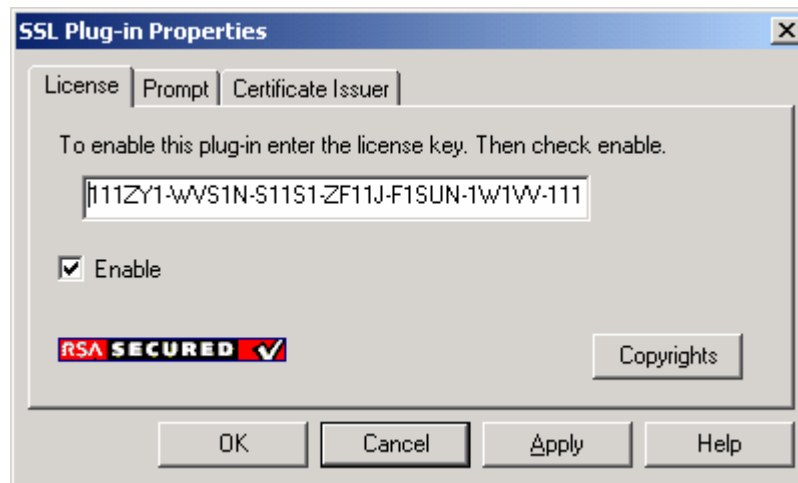 SSL Plug-in Properties
License Prompt Certificate Issuer
To enable this plug-in enter the license key. Then check enable.
111ZY1-WVS1N-S11S1-ZF11J-F1SUN-1W1VV-111
Enable
RSA SECURED
Copyrights
OK Cancel Apply Help